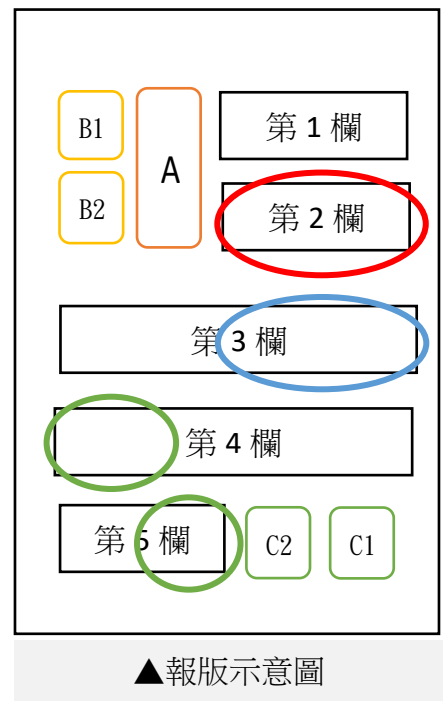 B1
A
第 1 欄
B2
第 2 欄
第 3 欄
第 4 欄
第 5 欄
C2
C1
▲報版示意圖